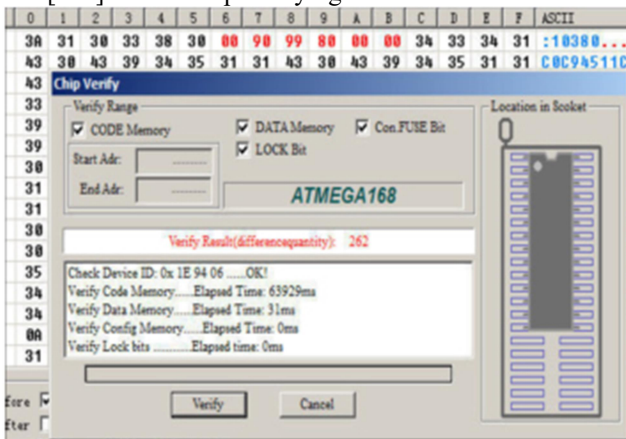 0 1 2 3 4 5 6 7 8 9 A B C D E F ASCII
3A 31 30 33 38 30 00 90 99 80 00 00 34 33 34 31 :10380...
43 30 43 39 34 35 31 31 43 30 43 39 34 35 31 31 C0C94511C
43 Chip Verify
33 Verify Range Location in Socket
39 CODE Memory DATA Memory Con.FUSE Bit
39 LOCK Bit
30 Start Adr: ........
31 End Adr: ........
31 ATMEGA168
30 Verify Result(differencequantity): 262
30
35 Check Device ID: 0x 1E 94 06 ......OK!
34 Verify Code Memory......Elapsed Time: 63929ms
34 Verify Data Memory......Elapsed Time: 31ms
0A Verify Config Memory......Elapsed Time: 0ms
31 Verify Lock bits ...........Elapsed time: 0ms
fore Verify Cancel
fter